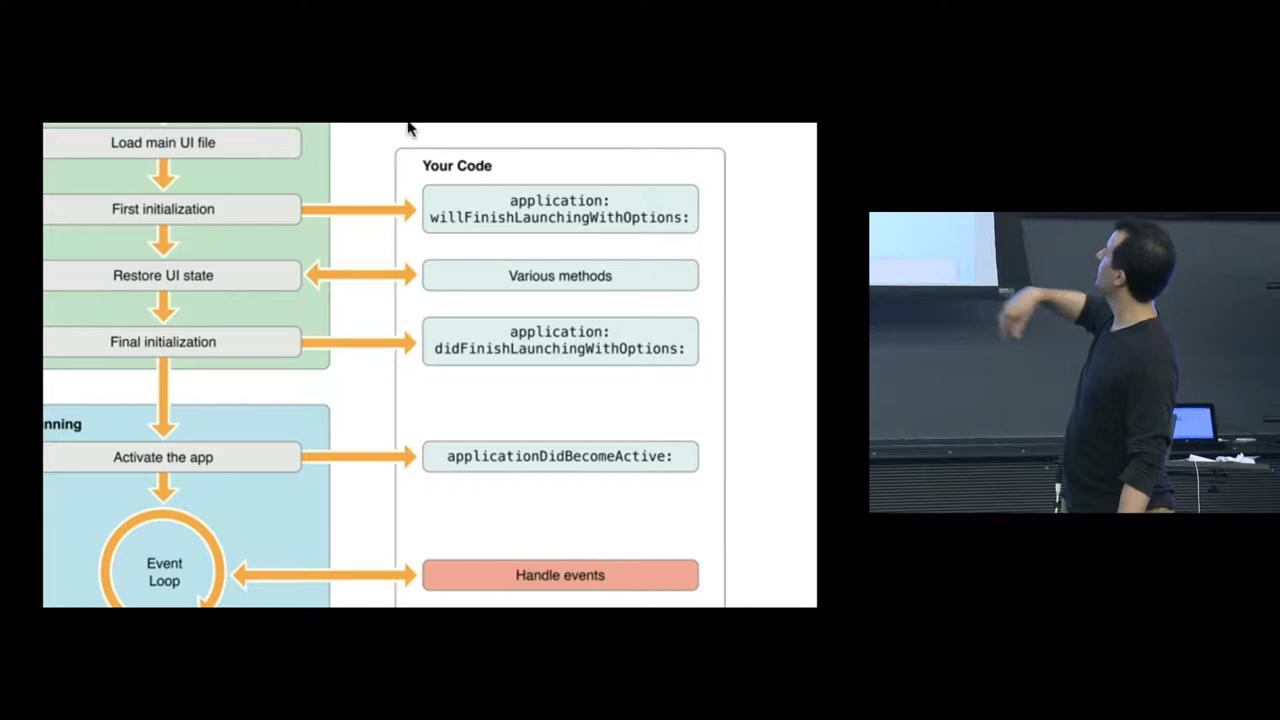 Load main UI file
Your Code
First initialization
application:
willFinishLaunchingWithOptions:
Restore UI state
Various methods
Final initialization
application:
didFinishLaunchingWithOptions:
nning
Activate the app
applicationDidBecomeActive:
Event
Loop
Handle events